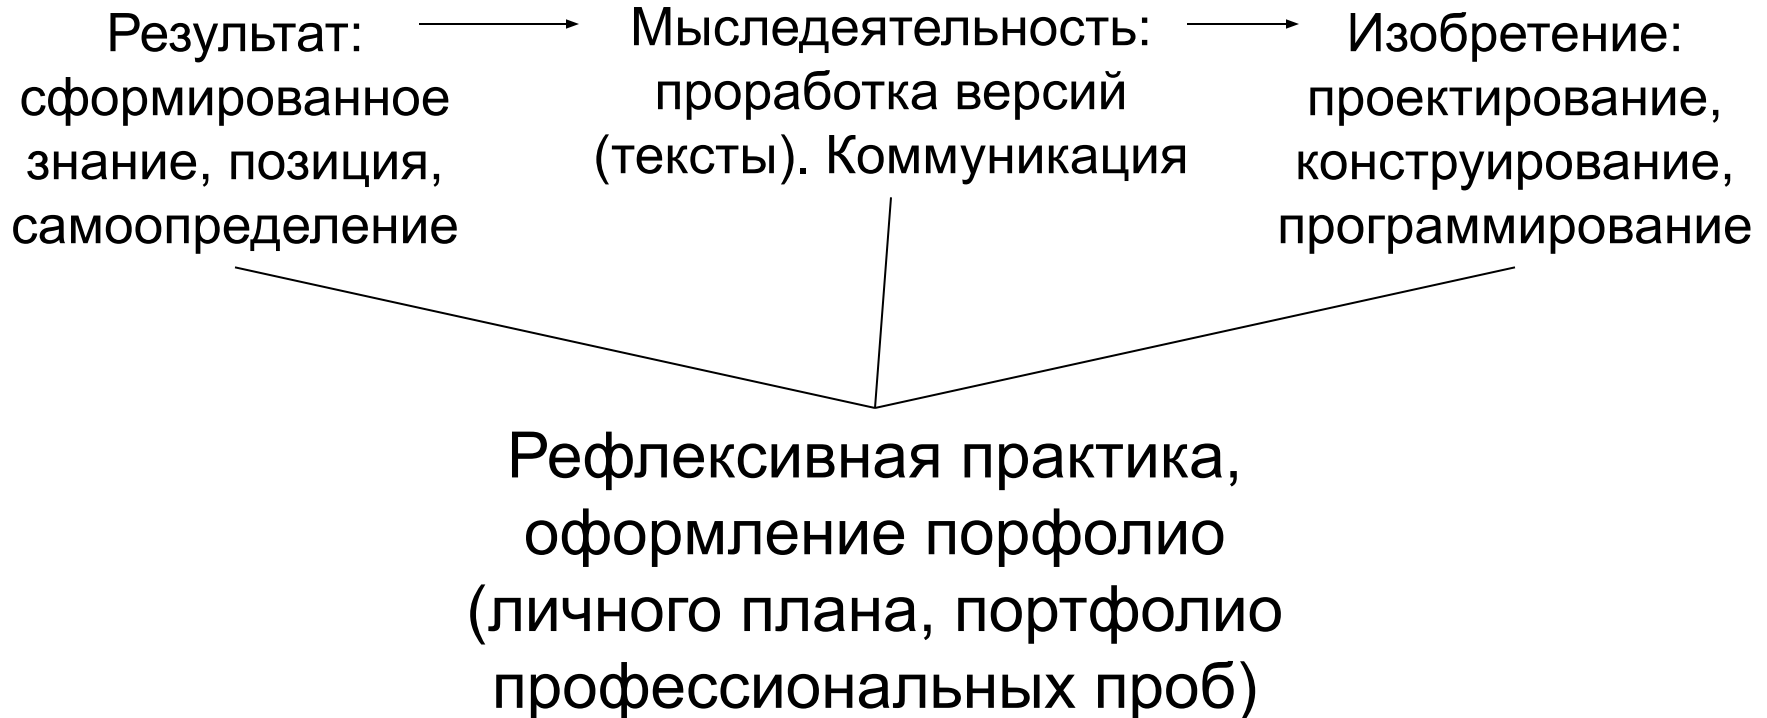 Результат:
сформированное
знание, позиция,
самоопределение
Мыследеятельность:
проработка версий
(тексты). Коммуникация
Изобретение:
проектирование,
конструирование,
программирование
Рефлексивная практика,
оформление порфолио
(личного плана, портфолио
профессиональных проб)